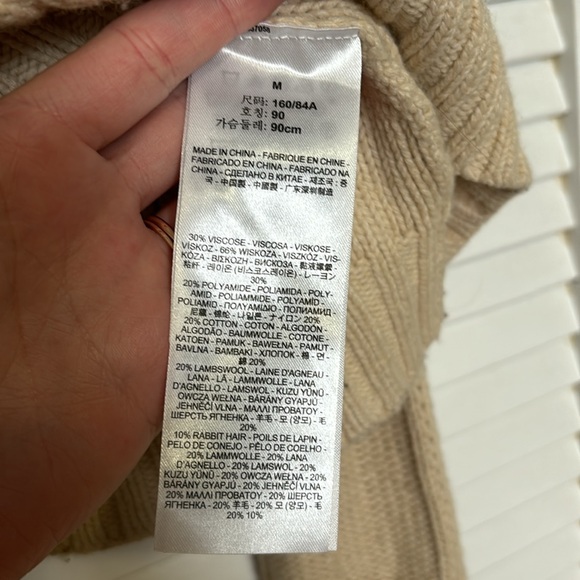 M
尺码: 160/84A
호칭: 90
가슴둘레: 90cm
MADE IN CHINA - FABRIQUE EN CHINE -
FABRICADO EN CHINA - FABRICADO NA
CHINA - СДЕЛАНО В КИТАЕ - 제조국 : 중
국 - 中国製 - 中國製 - 广东深圳制造
30% VISCOSE - VISCOSA - VISKOSE -
VISKOZ - 66% WISKOZA - VISZKÓZ - VIS-
KÓZA - ΒΙΣΚΟΖΗ - ВИСКОЗА - 黏液嫘縈 -
粘纤 - 레이온 (비스코스레이온) - レーヨン
30%
20% POLYAMIDE - POLIAMIDA - POLY-
AMID - POLIAMMIDE - POLYAMID -
POLIAMID - ΠΟΛΥΑΜΙΔΙΟ - ПОЛИАМИД -
尼龍 - 锦纶 - 나일론 - ナイロン 20%
20% COTTON - COTON - ALGODÓN -
ALGODÃO - BAUMWOLLE - COTONE -
KATOEN - PAMUK - BAWEŁNA - PAMUT -
BAVLNA - ΒΑΜΒΑΚΙ - ХЛОПОК - 棉 - 면 -
綿 20%
20% LAMBSWOOL - LAINE D'AGNEAU -
LANA - LÃ - LAMMWOLLE - LANA
D'AGNELLO - LAMSWOL - KUZU YÜNÜ -
OWCZA WEŁNA - BÁRÁNY GYAPJÚ -
JEHNĚČÍ VLNA - ΜΑΛΛΙ ΠΡΟΒΑΤΟΥ -
ШЕРСТЬ ЯГНЕНКА - 羊毛 - 모 (양모) - 毛
20%
10% RABBIT HAIR - POILS DE LAPIN -
PELO DE CONEJO - PÊLO DE COELHO -
20% LAMMWOLLE - 20% LANA
D'AGNELLO - 20% LAMSWOL - 20%
KUZU YÜNÜ - 20% OWCZA WEŁNA - 20%
BÁRÁNY GYAPJÚ - 20% JEHNĚČÍ VLNA -
20% ΜΑΛΛΙ ΠΡΟΒΑΤΟΥ - 20% ШЕРСТЬ
ЯГНЕНКА - 20% 羊毛 - 20% 모 (양모) - 毛
20% 10%